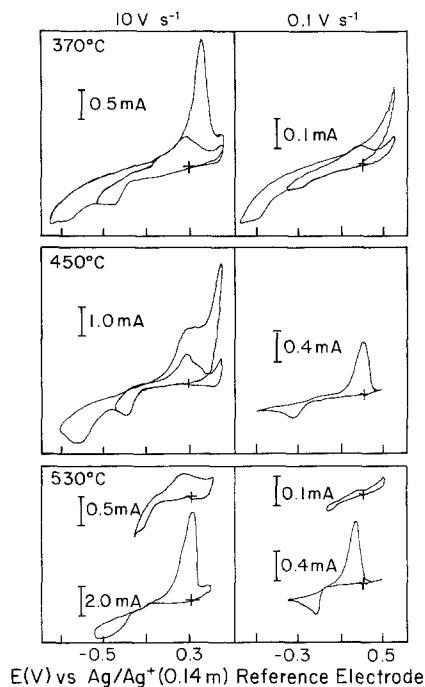 10 V s⁻¹ 0.1 V s⁻¹
370°C
0.5 mA
0.1 mA
450°C
1.0 mA
0.4 mA
530°C
0.5 mA
0.1 mA
2.0 mA
0.4 mA
-0.5 0.3 -0.3 0.5
E(V) vs Ag/Ag⁺(0.14 m) Reference Electrode